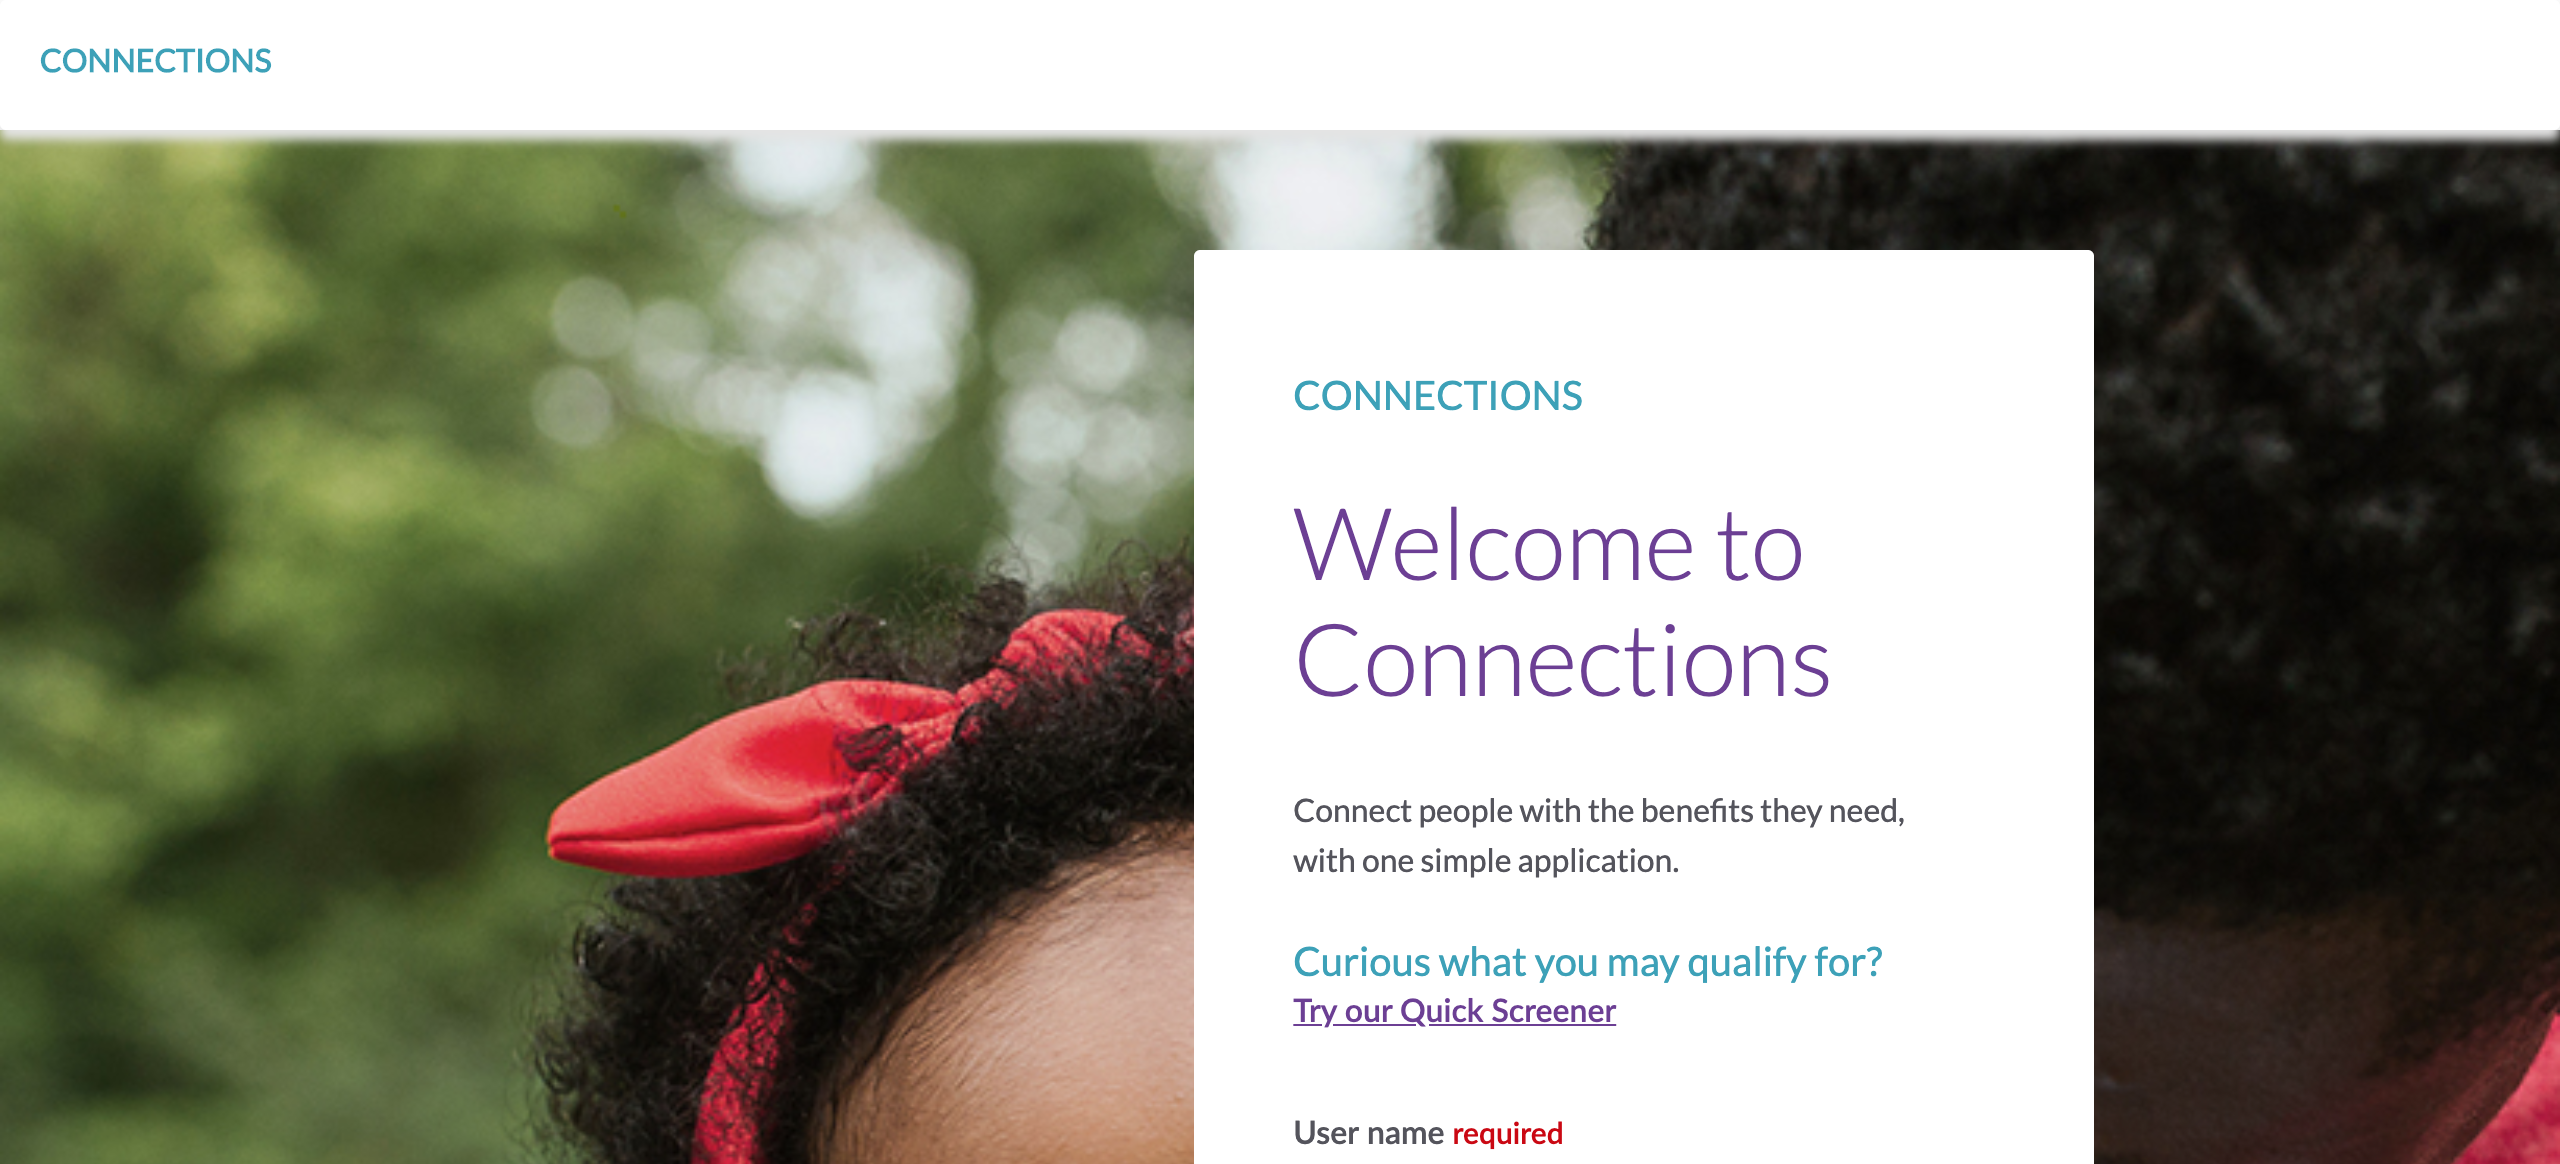 CONNECTIONS
CONNECTIONS
Welcome to
Connections
Connect people with the benefits they need,
with one simple application.
Curious what you may qualify for?
Try our Quick Screener
User name required